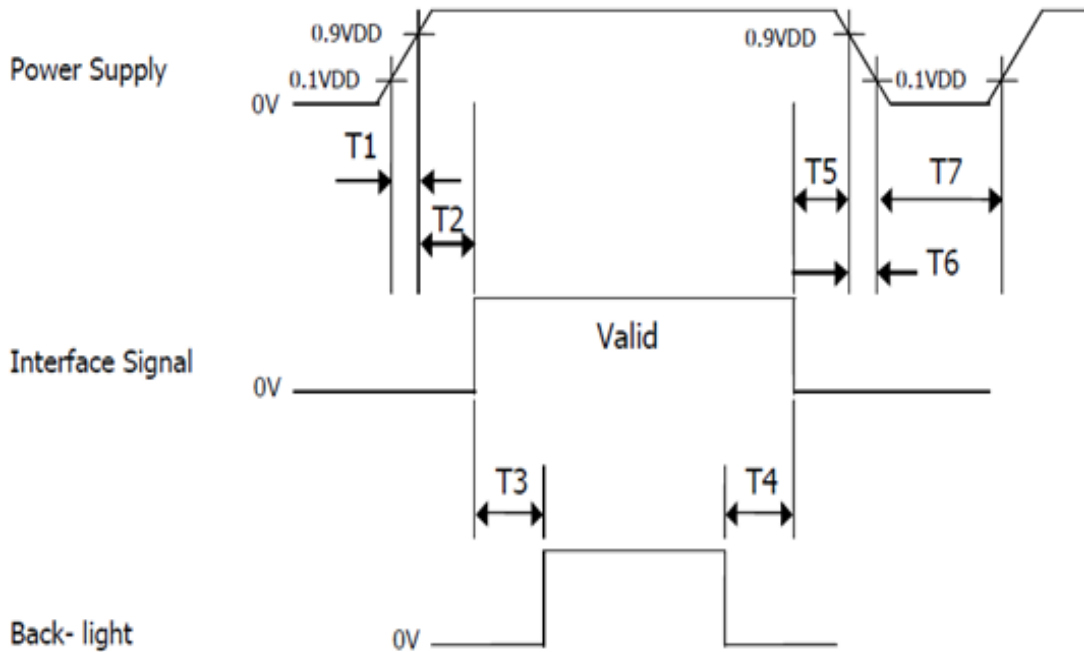 0.9VDD
0.9VDD
Power Supply
0.1VDD
0.1VDD
0V
T1
T5
T7
T2
T6
Valid
Interface Signal
0V
T3
T4
Back- light
0V